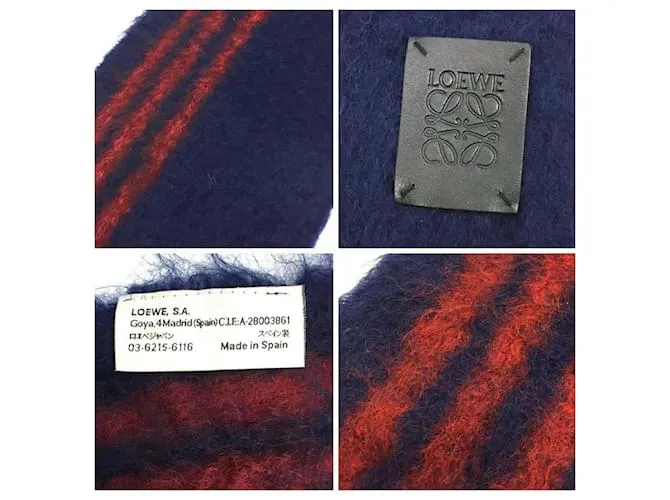 LOEWE
LOEWE, S.A.
Goya,4 Madrid (Spain) C.I.F.:A-28003861
ロエベジャパン スペイン製
03-6215-6116 Made in Spain